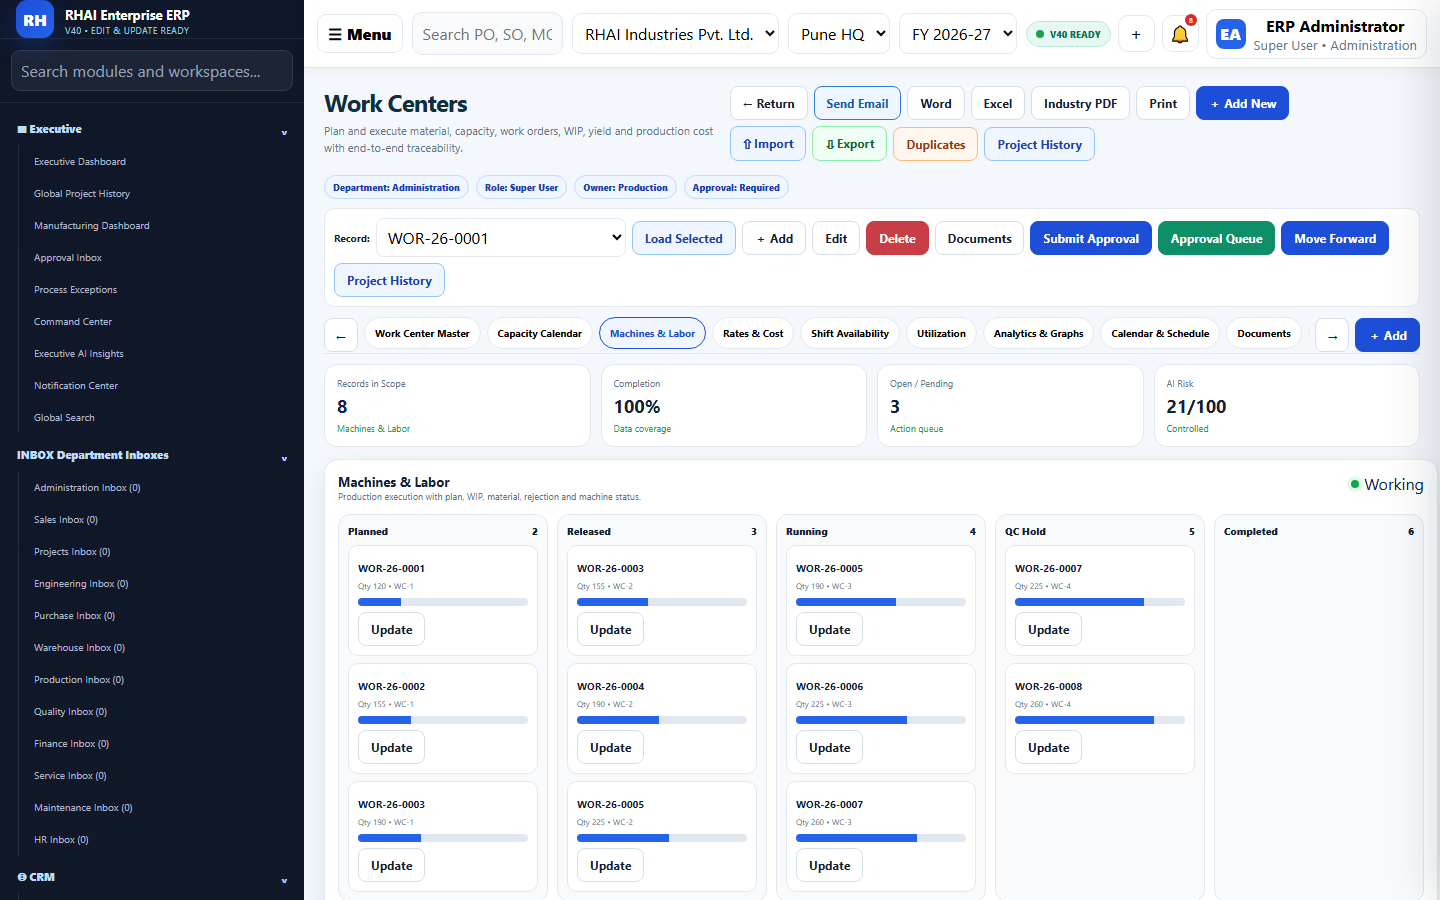 RH
RHAI Enterprise ERP
V40 • EDIT & UPDATE READY
Search modules and workspaces...
Executive
v
Executive Dashboard
Global Project History
Manufacturing Dashboard
Approval Inbox
Process Exceptions
Command Center
Executive AI Insights
Notification Center
Global Search
INBOX Department Inboxes
v
Administration Inbox (0)
Sales Inbox (0)
Projects Inbox (0)
Engineering Inbox (0)
Purchase Inbox (0)
Warehouse Inbox (0)
Production Inbox (0)
Quality Inbox (0)
Finance Inbox (0)
Service Inbox (0)
Maintenance Inbox (0)
HR Inbox (0)
CRM
v
☰ Menu
Search PO, SO, MC
RHAI Industries Pvt. Ltd.
Pune HQ
FY 2026-27
V40 READY
+
8
EA
ERP Administrator
Super User • Administration
Work Centers
Plan and execute material, capacity, work orders, WIP, yield and production cost
with end-to-end traceability.
← Return
Send Email
Word
Excel
Industry PDF
Print
+ Add New
⇧ Import
⇩ Export
Duplicates
Project History
Department: Administration
Role: Super User
Owner: Production
Approval: Required
Record:
WOR-26-0001
Load Selected
+ Add
Edit
Delete
Documents
Submit Approval
Approval Queue
Move Forward
Project History
←
Work Center Master
Capacity Calendar
Machines & Labor
Rates & Cost
Shift Availability
Utilization
Analytics & Graphs
Calendar & Schedule
Documents
→
+ Add
Records in Scope
8
Machines & Labor
Completion
100%
Data coverage
Open / Pending
3
Action queue
AI Risk
21/100
Controlled
Machines & Labor
Production execution with plan, WIP, material, rejection and machine status.
Working
Planned 2
WOR-26-0001
Qty 120 • WC-1
Update
WOR-26-0002
Qty 155 • WC-1
Update
WOR-26-0003
Qty 190 • WC-1
Update
Released 3
WOR-26-0003
Qty 155 • WC-2
Update
WOR-26-0004
Qty 190 • WC-2
Update
WOR-26-0005
Qty 225 • WC-2
Update
Running 4
WOR-26-0005
Qty 190 • WC-3
Update
WOR-26-0006
Qty 225 • WC-3
Update
WOR-26-0007
Qty 260 • WC-3
Update
QC Hold 5
WOR-26-0007
Qty 225 • WC-4
Update
WOR-26-0008
Qty 260 • WC-4
Update
Completed 6